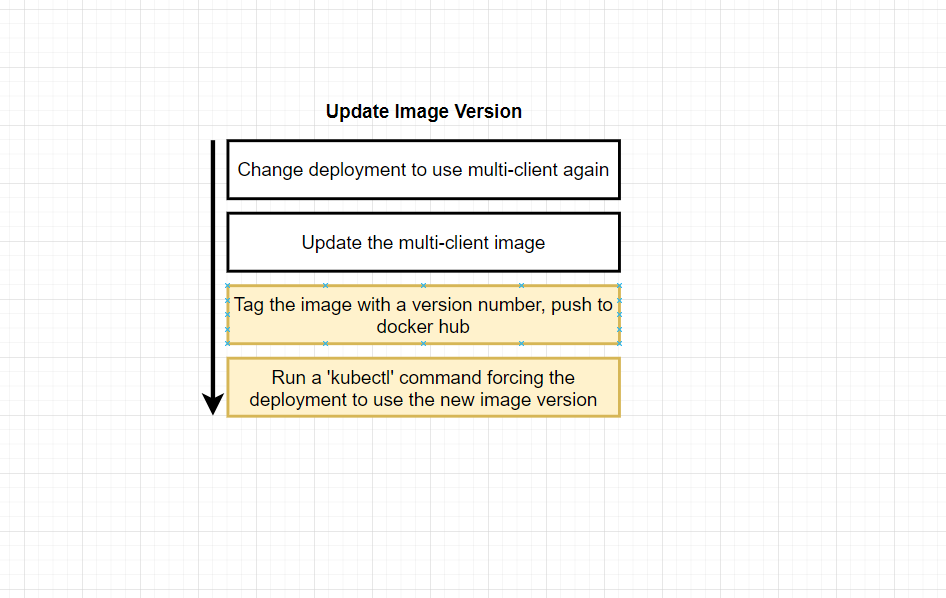 Update Image Version
Change deployment to use multi-client again
Update the multi-client image
Tag the image with a version number, push to
docker hub
Run a 'kubectl' command forcing the
deployment to use the new image version